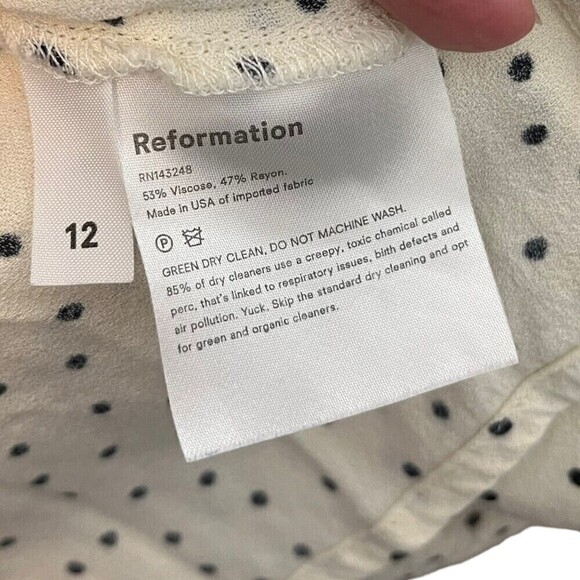 Reformation
RN143248
53% Viscose, 47% Rayon.
Made in USA of imported fabric
12
P
GREEN DRY CLEAN, DO NOT MACHINE WASH.
85% of dry cleaners use a creepy, toxic chemical called
perc, that's linked to respiratory issues, birth defects and
air pollution. Yuck. Skip the standard dry cleaning and opt
for green and organic cleaners.